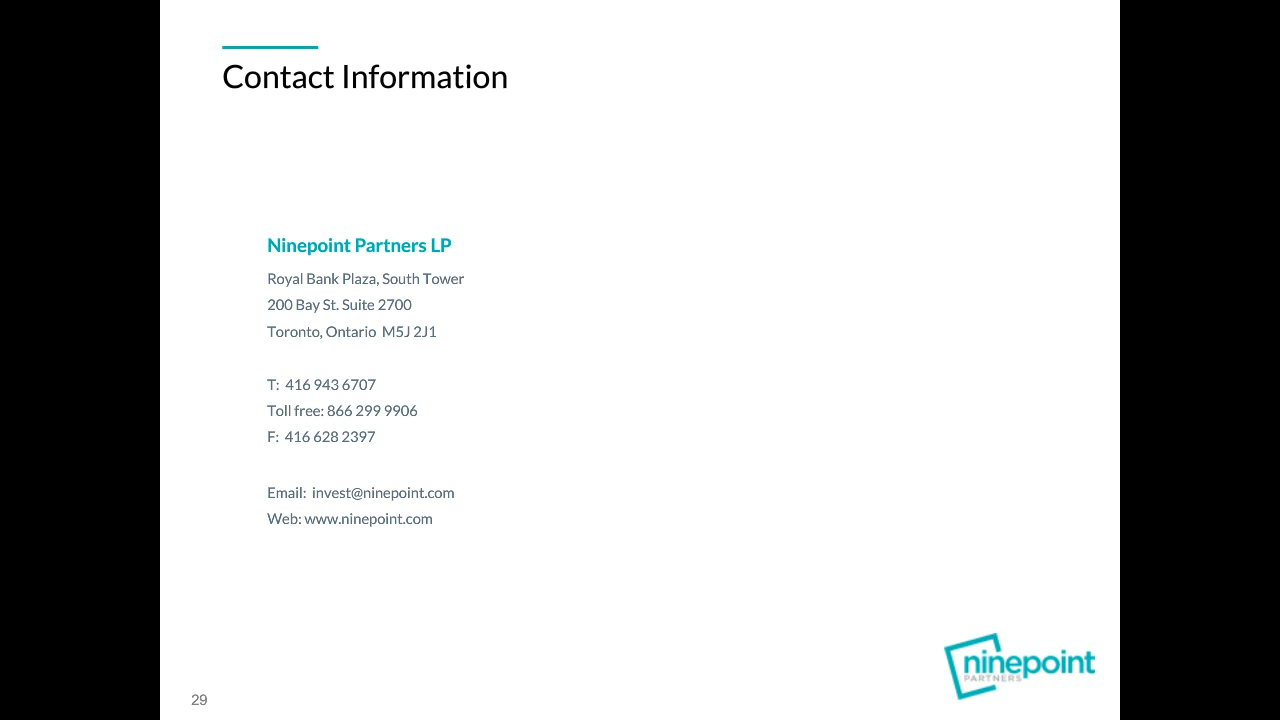 Contact Information
Ninepoint Partners LP
Royal Bank Plaza, South Tower
200 Bay St. Suite 2700
Toronto, Ontario  M5J 2J1
T:  416 943 6707
Toll free: 866 299 9906
F:  416 628 2397
Email:  invest@ninepoint.com
Web: www.ninepoint.com
ninepoint
PARTNERS
29